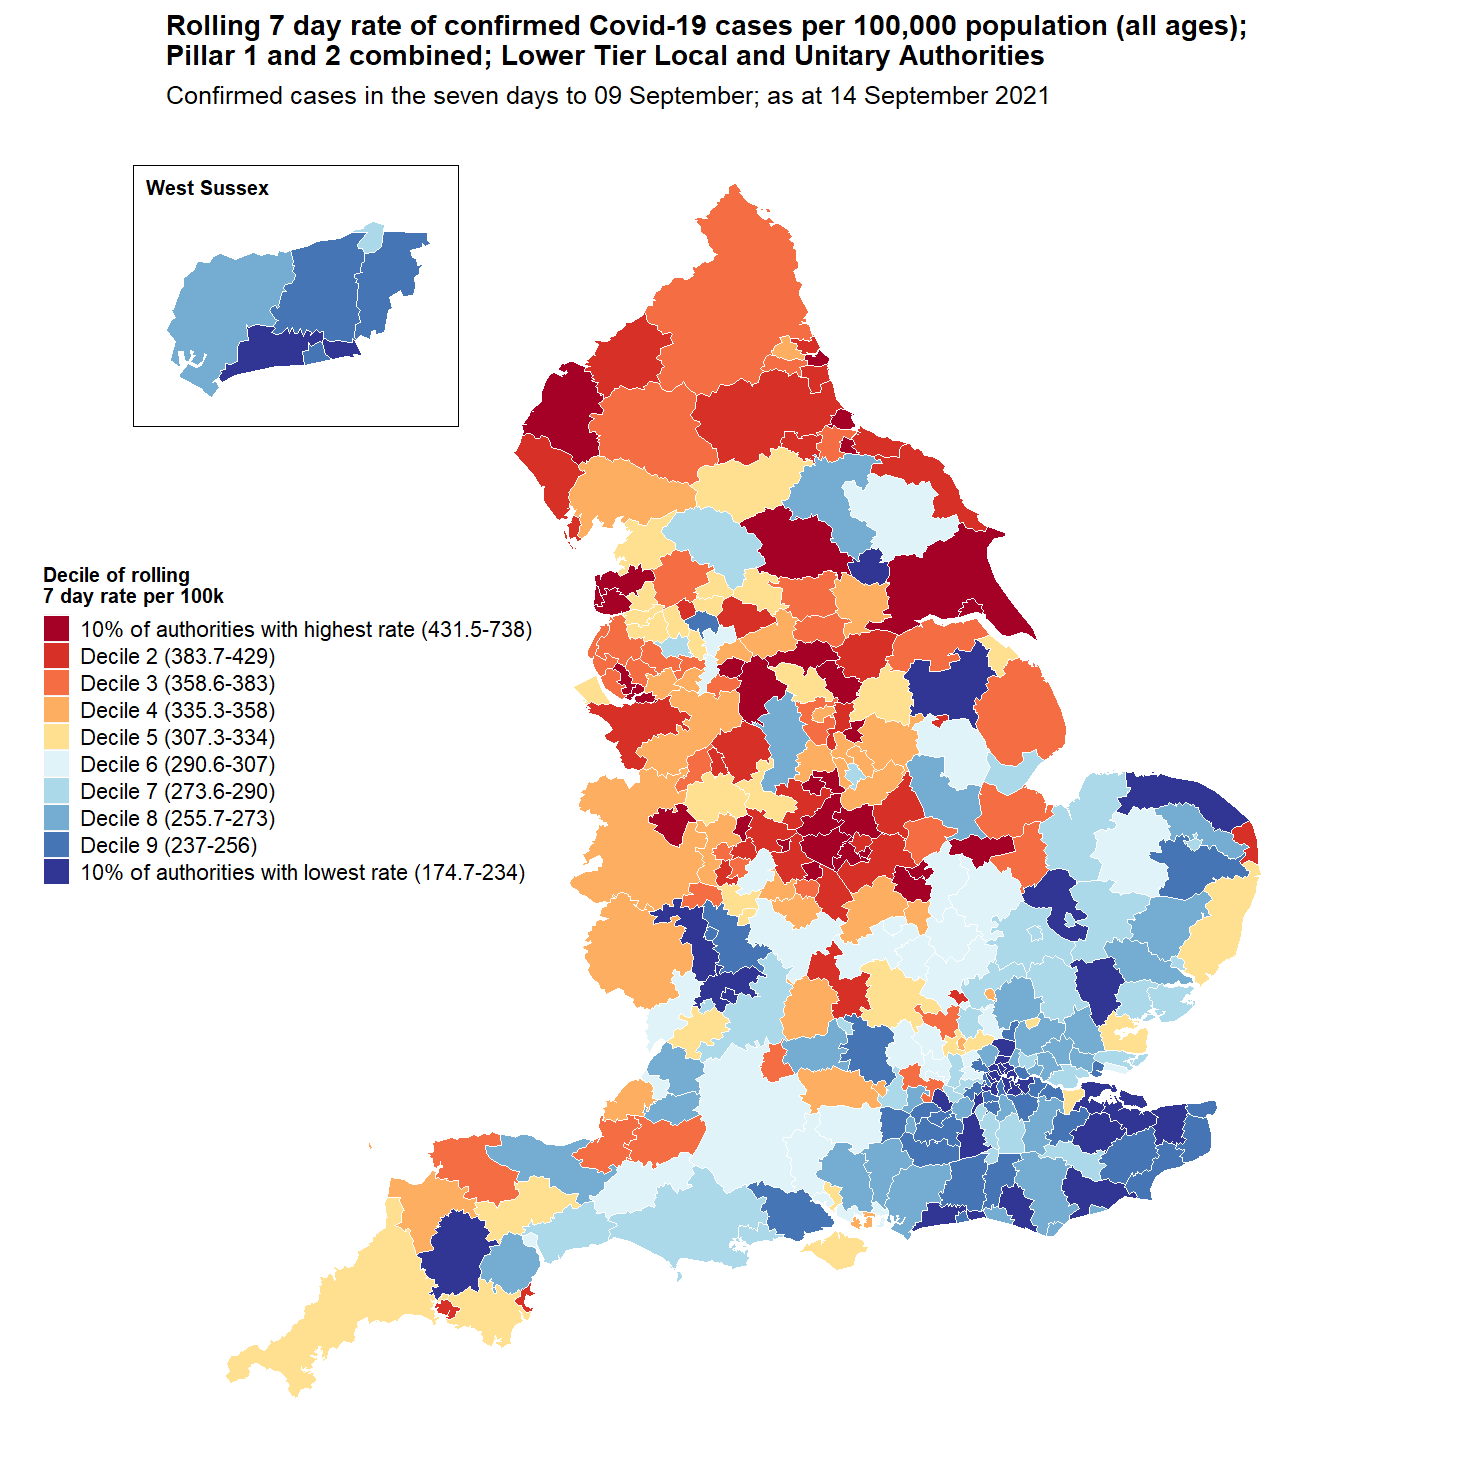 Rolling 7 day rate of confirmed Covid-19 cases per 100,000 population (all ages);
Pillar 1 and 2 combined; Lower Tier Local and Unitary Authorities
Confirmed cases in the seven days to 09 September; as at 14 September 2021
West Sussex
Decile of rolling
7 day rate per 100k
10% of authorities with highest rate (431.5-738)
Decile 2 (383.7-429)
Decile 3 (358.6-383)
Decile 4 (335.3-358)
Decile 5 (307.3-334)
Decile 6 (290.6-307)
Decile 7 (273.6-290)
Decile 8 (255.7-273)
Decile 9 (237-256)
10% of authorities with lowest rate (174.7-234)